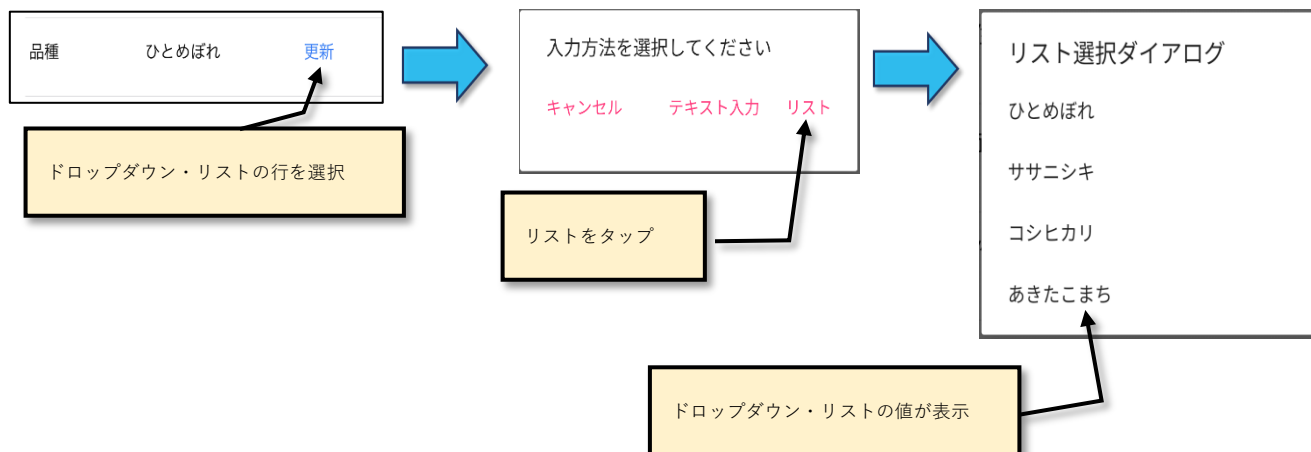 品種 ひとめぼれ 更新
ドロップダウン・リストの行を選択
入力方法を選択してください
キャンセル テキスト入力 リスト
リストをタップ
リスト選択ダイアログ
ひとめぼれ
ササニシキ
コシヒカリ
あきたこまち
ドロップダウン・リストの値が表示